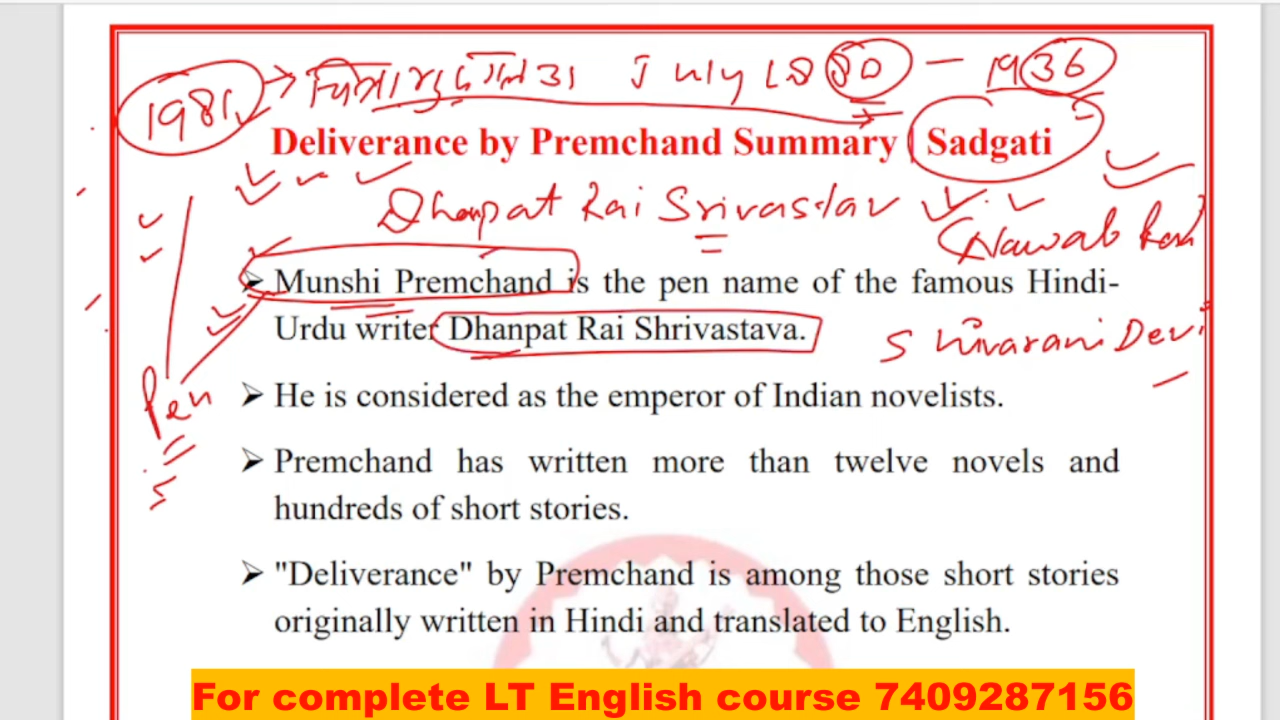 1981 July 1880 - 1936
Deliverance by Premchand Summary | Sadgati
Dhanpat Rai Srivastav
Nawab Rai
➢ Munshi Premchand is the pen name of the famous Hindi-
Urdu writer Dhanpat Rai Shrivastava.
Shivarani Devi
➢ He is considered as the emperor of Indian novelists.
Pen
➢ Premchand has written more than twelve novels and
hundreds of short stories.
➢ "Deliverance" by Premchand is among those short stories
originally written in Hindi and translated to English.
For complete LT English course 7409287156